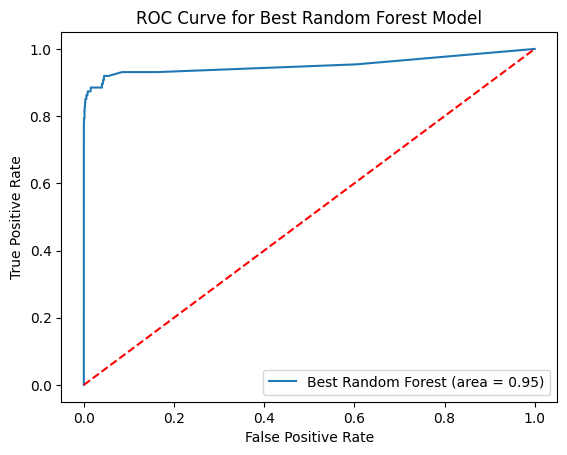 ROC Curve for Best Random Forest Model
True Positive Rate
1.0
0.8
0.6
0.4
0.2
0.0
Best Random Forest (area = 0.95)
0.0 0.2 0.4 0.6 0.8 1.0
False Positive Rate